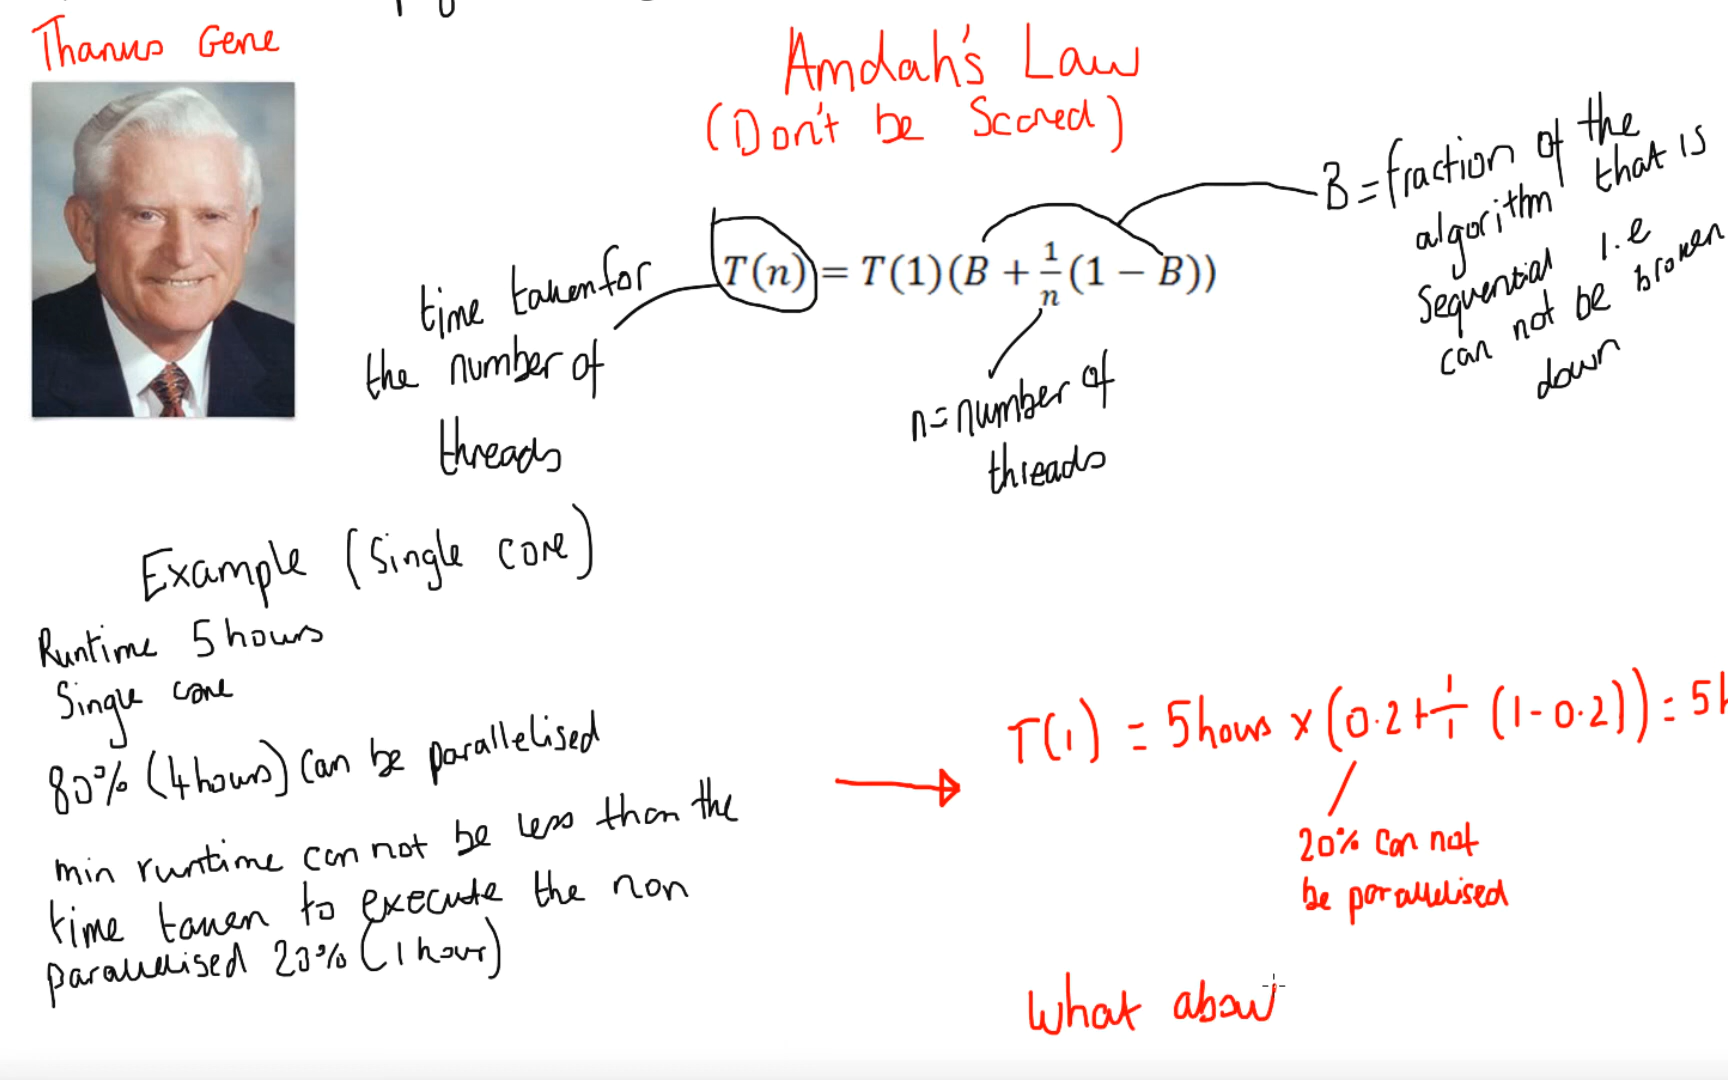 Thanks Gene
Amdah's Law
(Don't be Scared)
T(n) = T(1)(B + 1/n (1 − B))
B = fraction of the
algorithm that is
Sequential i.e
can not be broken
down
time taken for
the number of
threads
n = number of
threads
Example (Single core)
Runtime 5 hours
Single core
80% (4 hours) Can be parallelised
min runtime can not be less than the
time taken to execute the non
parallelised 20% (1 hour)
T(1) = 5 hours x (0.2 + 1/1 (1 - 0.2)) = 5h
20% Can not
be parallelised
What about